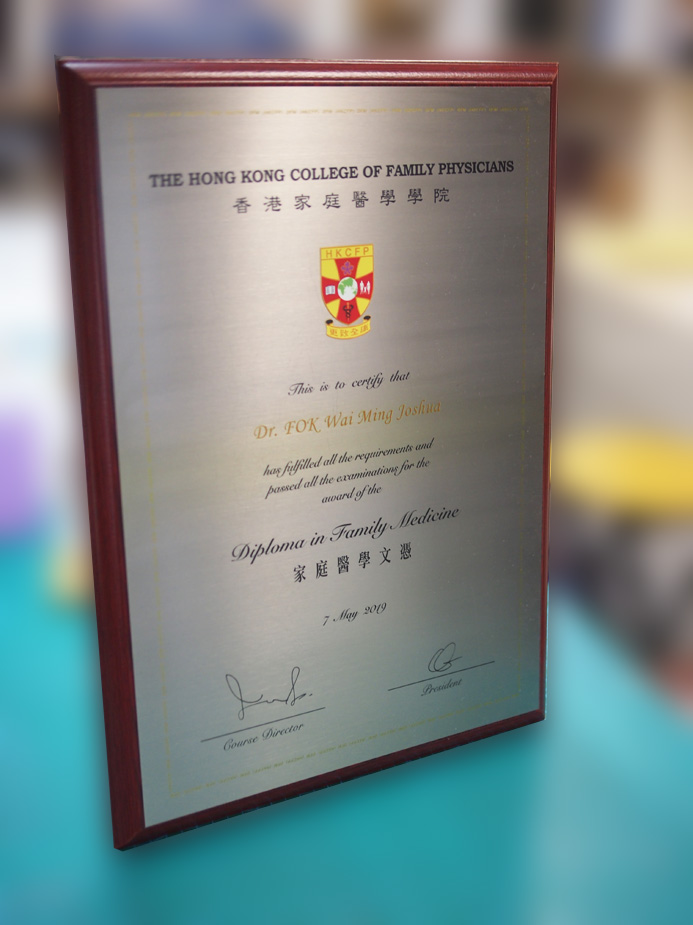 THE HONG KONG COLLEGE OF FAMILY PHYSICIANS
香港家庭醫學學院
HKCFP
This is to certify that
Dr. FOK Wai Ming Joshua
has fulfilled all the requirements and
passed all the examinations for the
award of the
Diploma in Family Medicine
家庭醫學文憑
7 May 2019
Course Director
President